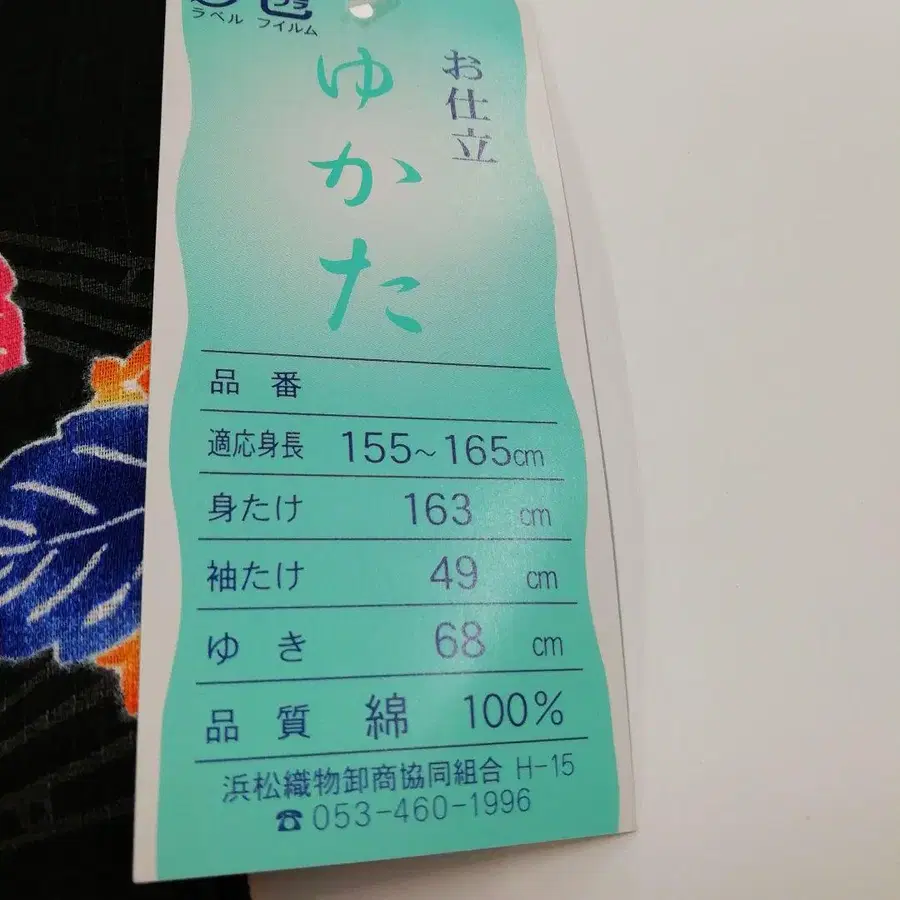 ラベル フイルム
プラ
お仕立
ゆかた
品番
適応身長 155~165cm
身たけ 163 cm
袖たけ 49 cm
ゆき 68 cm
品質 綿 100%
浜松織物卸商協同組合 H-15
☎053-460-1996